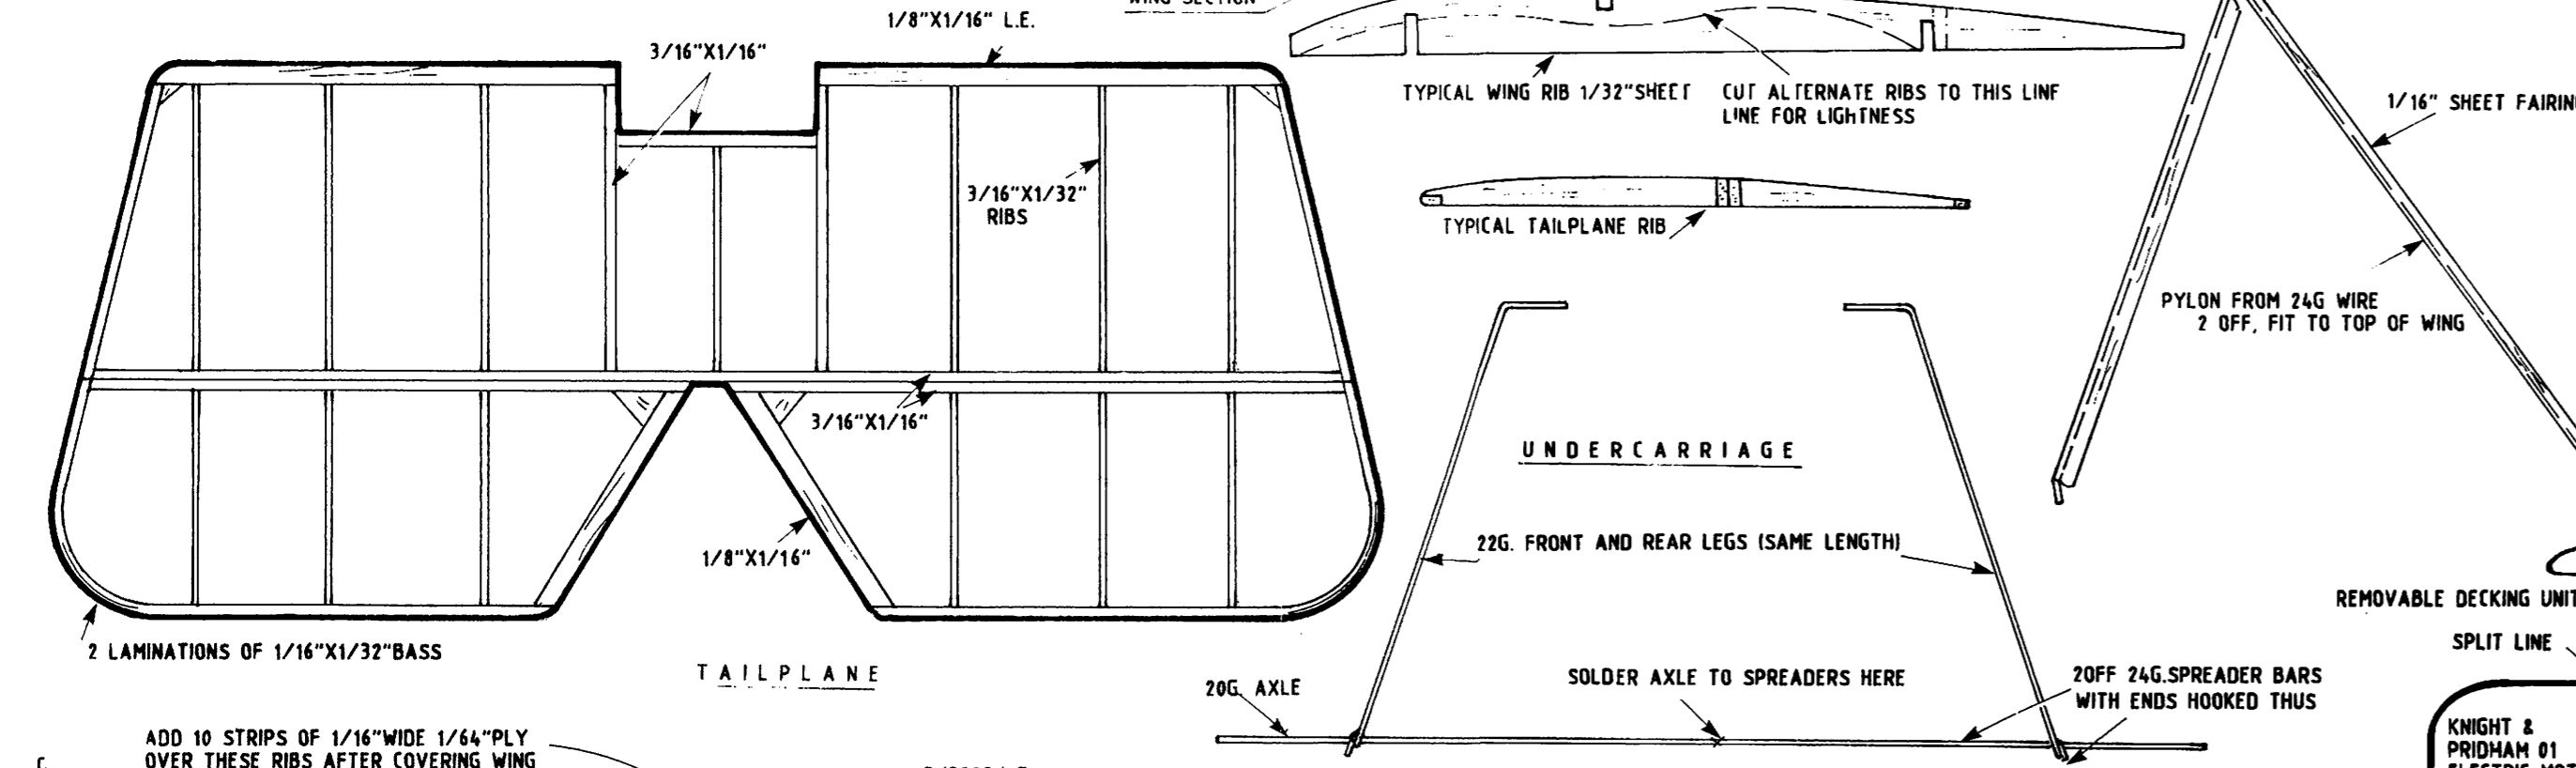 WING SECTION
1/8"X1/16" L.E.
3/16"X1/16"
TYPICAL WING RIB 1/32"SHEET
CUT ALTERNATE RIBS TO THIS LINE
LINE FOR LIGHTNESS
1/16" SHEET FAIRIN
3/16"X1/32"
RIBS
TYPICAL TAILPLANE RIB
PYLON FROM 24G WIRE
2 OFF, FIT TO TOP OF WING
3/16"X1/16"
UNDERCARRIAGE
1/8"X1/16"
22G. FRONT AND REAR LEGS (SAME LENGTH)
REMOVABLE DECKING UNIT
SPLIT LINE
2 LAMINATIONS OF 1/16"X1/32"BASS
TAILPLANE
20G. AXLE
SOLDER AXLE TO SPREADERS HERE
2OFF 24G.SPREADER BARS
WITH ENDS HOOKED THUS
ADD 10 STRIPS OF 1/16"WIDE 1/64"PLY
OVER THESE RIBS AFTER COVERING WING
KNIGHT &
PRIDHAM 01